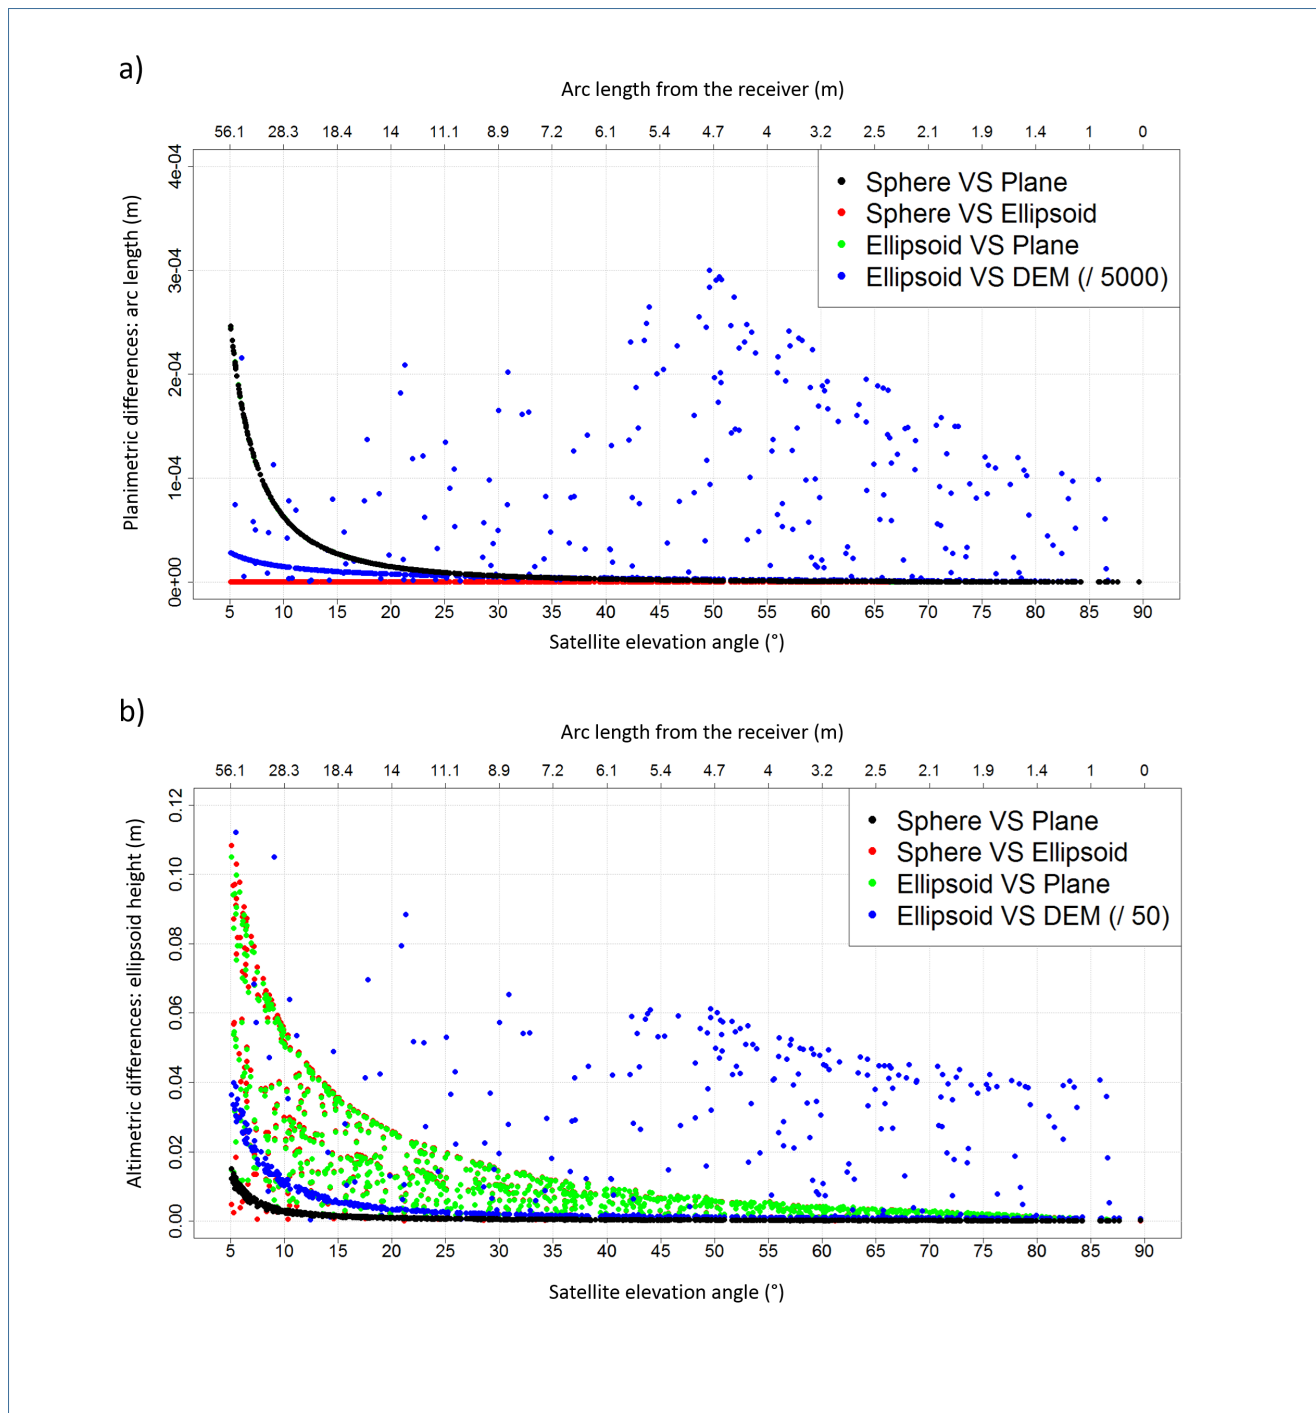 a)
Arc length from the receiver (m)
56.1 28.3 18.4 14 11.1 8.9 7.2 6.1 5.4 4.7 4 3.2 2.5 2.1 1.9 1.4 1 0
Planimetric differences: arc length (m)
4e-04
3e-04
2e-04
1e-04
0e+00
Sphere VS Plane
Sphere VS Ellipsoid
Ellipsoid VS Plane
Ellipsoid VS DEM (/ 5000)
5 10 15 20 25 30 35 40 45 50 55 60 65 70 75 80 85 90
Satellite elevation angle (°)
b)
Arc length from the receiver (m)
56.1 28.3 18.4 14 11.1 8.9 7.2 6.1 5.4 4.7 4 3.2 2.5 2.1 1.9 1.4 1 0
Altimetric differences: ellipsoid height (m)
0.12
0.10
0.08
0.06
0.04
0.02
0.00
Sphere VS Plane
Sphere VS Ellipsoid
Ellipsoid VS Plane
Ellipsoid VS DEM (/ 50)
5 10 15 20 25 30 35 40 45 50 55 60 65 70 75 80 85 90
Satellite elevation angle (°)